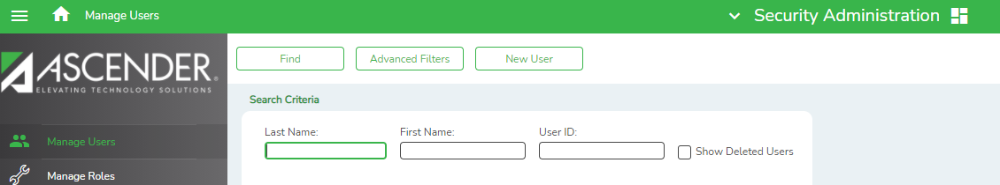 Manage Users
Security Administration
ASCENDER
ELEVATING TECHNOLOGY SOLUTIONS
Find
Advanced Filters
New User
Search Criteria
Last Name:
First Name:
User ID:
Show Deleted Users
Manage Users
Manage Roles